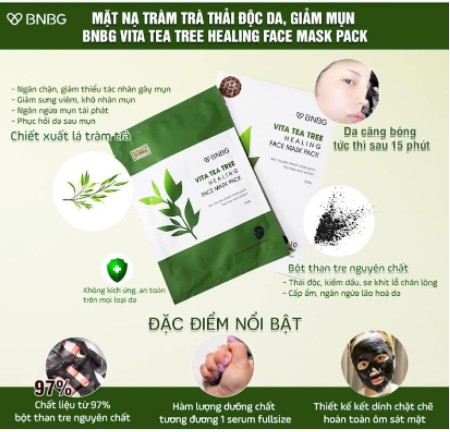 BNBG
MẶT NẠ TRÀM TRÀ THẢI ĐỘC DA, GIẢM MỤN
BNBG VITA TEA TREE HEALING FACE MASK PACK
- Ngăn chặn, giảm thiểu tác nhân gây mụn
- Giảm sưng viêm, khô nhân mụn
- Ngăn ngừa mụn tái phát
- Phục hồi da sau mụn
Chiết xuất lá tràm trà
BNBG
VITA TEA TREE
HEALING
FACE MASK PACK
BNBG
VITA TEA TREE
HEALING
FACE MASK PACK
Da căng bóng
tức thì sau 15 phút
Bột than tre nguyên chất
- Thải độc, kiềm dầu, se khít lỗ chân lông
- Cấp ẩm, ngăn ngừa lão hoá da
Không kích ứng, an toàn
trên mọi loại da
ĐẶC ĐIỂM NỔI BẬT
97%
Chất liệu từ 97%
bột than tre nguyên chất
Hàm lượng dưỡng chất
tương đương 1 serum fullsize
Thiết kế kết dính chặt chẽ
hoàn toàn ôm sát mặt